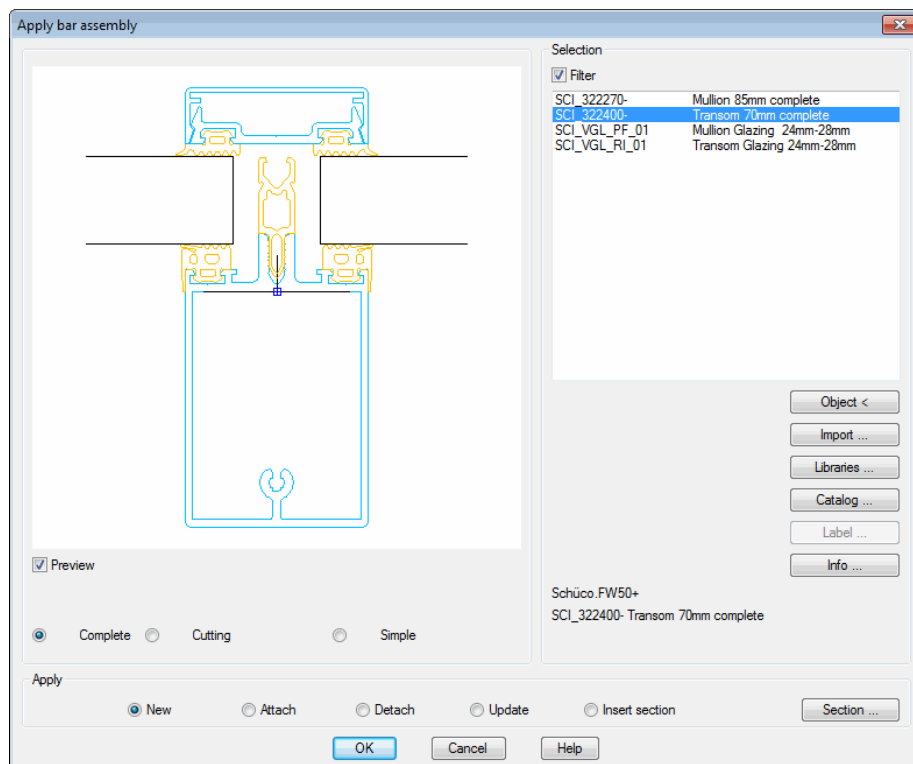 Apply bar assembly
Selection
Filter
SCI_322270- Mullion 85mm complete
SCI_322400- Transom 70mm complete
SCI_VGL_PF_01 Mullion Glazing 24mm-28mm
SCI_VGL_RI_01 Transom Glazing 24mm-28mm
Object <
Import ...
Libraries ...
Catalog ...
Label ...
Info ...
Preview
Schüco.FW50+
SCI_322400- Transom 70mm complete
Complete Cutting Simple
Apply
New Attach Detach Update Insert section Section ...
OK Cancel Help